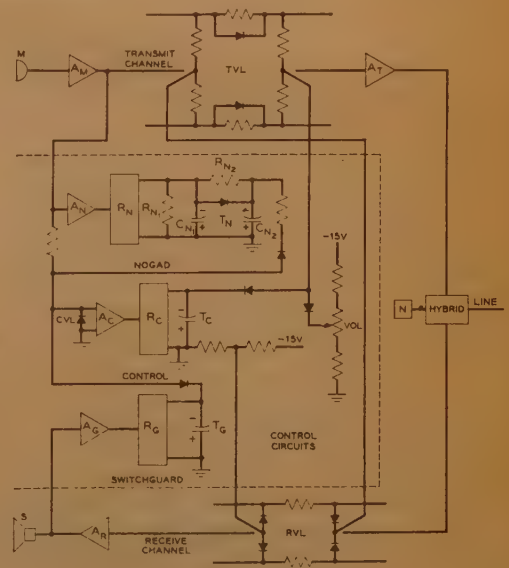 M
A_M
TRANSMIT
CHANNEL
TVL
A_T
A_N
R_N
R_N1
R_N2
C_N1
T_N
C_N2
NOGAD
-15V
VOL
CVL
A_C
R_C
T_C
-15V
N
HYBRID
LINE
CONTROL
A_G
R_G
T_G
CONTROL
CIRCUITS
SWITCHGUARD
S
A_R
RECEIVE
CHANNEL
RVL